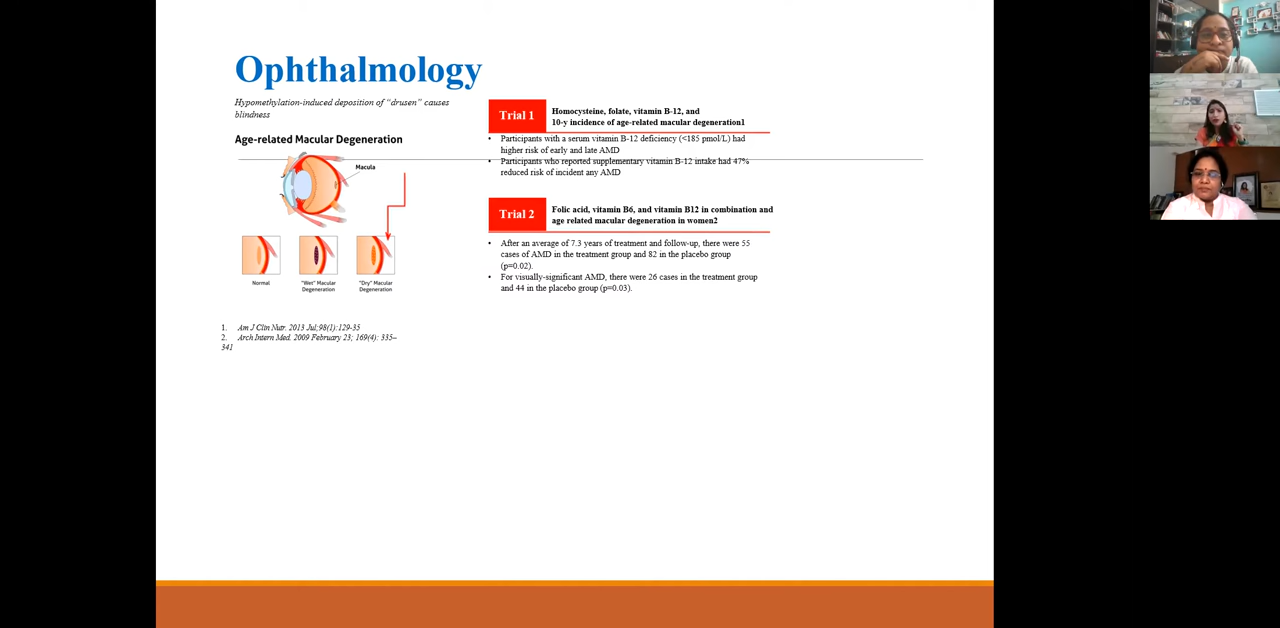 Ophthalmology
Hypomethylation-induced deposition of “drusen” causes
blindness
Age-related Macular Degeneration
Macula
Normal
"Wet" Macular
Degeneration
"Dry" Macular
Degeneration
1. Am J Clin Nutr. 2013 Jul;98(1):129-35
2. Arch Intern Med. 2009 February 23; 169(4): 335–
341
Trial 1
Homocysteine, folate, vitamin B-12, and
10-y incidence of age-related macular degeneration1
• Participants with a serum vitamin B-12 deficiency (<185 pmol/L) had
higher risk of early and late AMD
• Participants who reported supplementary vitamin B-12 intake had 47%
reduced risk of incident any AMD
Trial 2
Folic acid, vitamin B6, and vitamin B12 in combination and
age related macular degeneration in women2
• After an average of 7.3 years of treatment and follow-up, there were 55
cases of AMD in the treatment group and 82 in the placebo group
(p=0.02).
• For visually-significant AMD, there were 26 cases in the treatment group
and 44 in the placebo group (p=0.03).